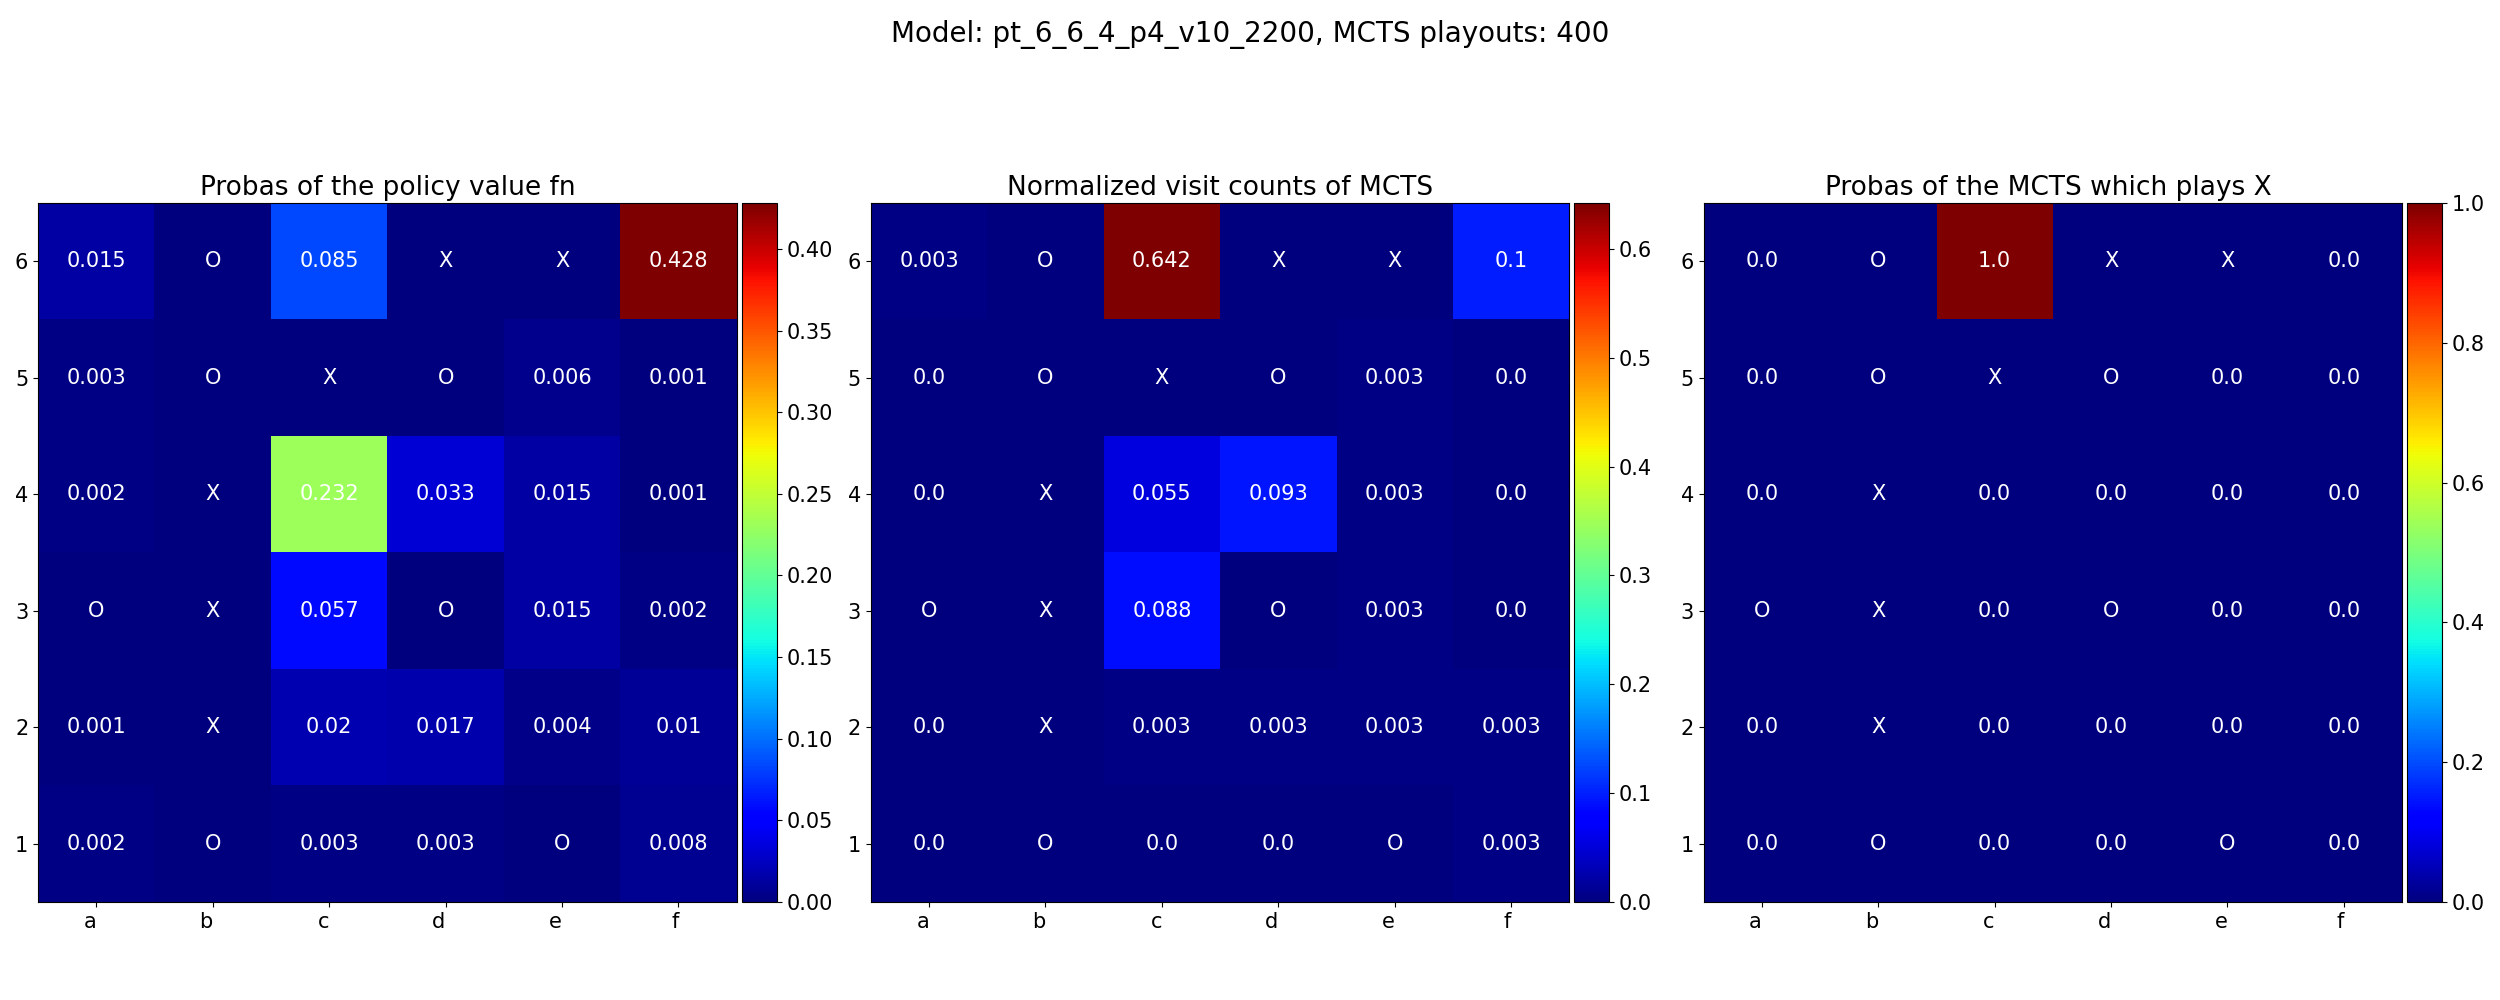 Model: pt_6_6_4_p4_v10_2200, MCTS playouts: 400
Probas of the policy value fn
6 0.015 O 0.085 X X 0.428
5 0.003 O X O 0.006 0.001
4 0.002 X 0.232 0.033 0.015 0.001
3 O X 0.057 O 0.015 0.002
2 0.001 X 0.02 0.017 0.004 0.01
1 0.002 O 0.003 0.003 O 0.008
a b c d e f
0.40
0.35
0.30
0.25
0.20
0.15
0.10
0.05
0.00
Normalized visit counts of MCTS
6 0.003 O 0.642 X X 0.1
5 0.0 O X O 0.003 0.0
4 0.0 X 0.055 0.093 0.003 0.0
3 O X 0.088 O 0.003 0.0
2 0.0 X 0.003 0.003 0.003 0.003
1 0.0 O 0.0 0.0 O 0.003
a b c d e f
0.6
0.5
0.4
0.3
0.2
0.1
0.0
Probas of the MCTS which plays X
6 0.0 O 1.0 X X 0.0
5 0.0 O X O 0.0 0.0
4 0.0 X 0.0 0.0 0.0 0.0
3 O X 0.0 O 0.0 0.0
2 0.0 X 0.0 0.0 0.0 0.0
1 0.0 O 0.0 0.0 O 0.0
a b c d e f
1.0
0.8
0.6
0.4
0.2
0.0